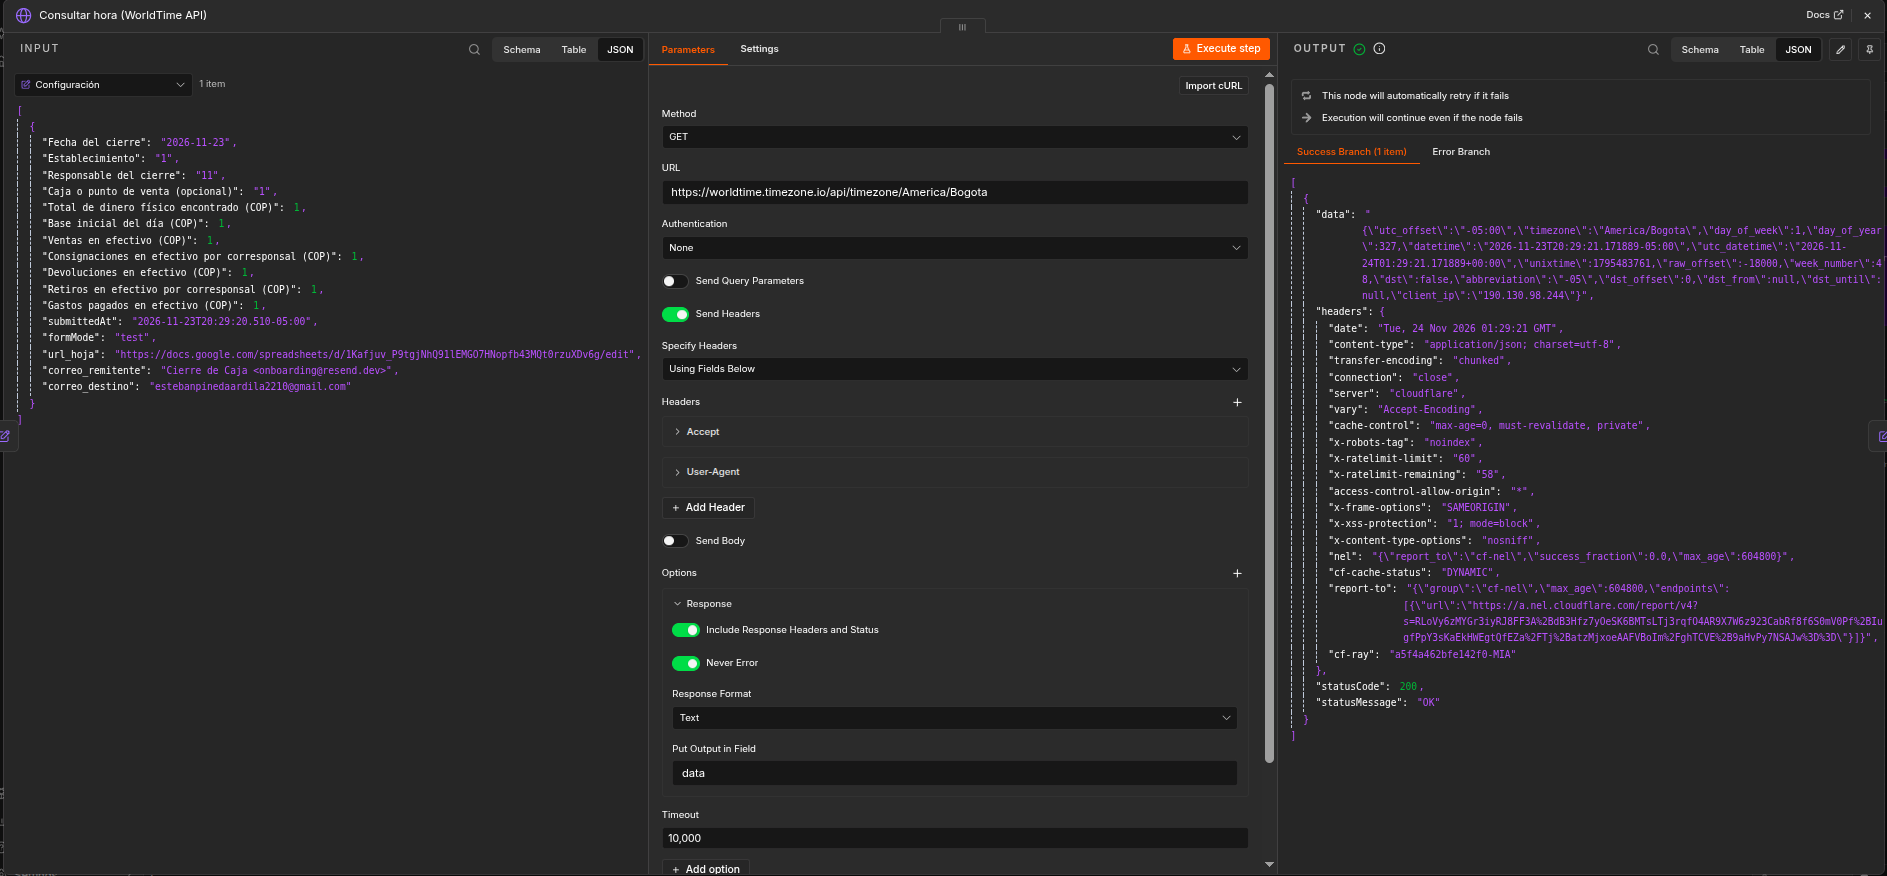 Consultar hora (WorldTime API)
Docs
INPUT
Schema
Table
JSON
Configuración
1 item
[
{
"Fecha del cierre": "2026-11-23",
"Establecimiento": "1",
"Responsable del cierre": "11",
"Caja o punto de venta (opcional)": "1",
"Total de dinero físico encontrado (COP)": 1,
"Base inicial del día (COP)": 1,
"Ventas en efectivo (COP)": 1,
"Consignaciones en efectivo por corresponsal (COP)": 1,
"Devoluciones en efectivo (COP)": 1,
"Retiros en efectivo por corresponsal (COP)": 1,
"Gastos pagados en efectivo (COP)": 1,
"submittedAt": "2026-11-23T20:29:20.510-05:00",
"formMode": "test",
"url_hoja": "https://docs.google.com/spreadsheets/d/1Kafjuv_P9tgjNhQ91lEMGO7HNopfb43MQt0rzuXDv6g/edit",
"correo_remitente": "Cierre de Caja <onboarding@resend.dev>",
"correo_destino": "estebanpinedaardila2210@gmail.com"
}
]
Parameters
Settings
Execute step
Import cURL
Method
GET
URL
https://worldtime.timezone.io/api/timezone/America/Bogota
Authentication
None
Send Query Parameters
Send Headers
Specify Headers
Using Fields Below
Headers
Accept
User-Agent
Add Header
Send Body
Options
Response
Include Response Headers and Status
Never Error
Response Format
Text
Put Output in Field
data
Timeout
10,000
Add option
OUTPUT
Schema
Table
JSON
This node will automatically retry if it fails
Execution will continue even if the node fails
Success Branch (1 item)
Error Branch
[
{
"data": "
{\"utc_offset\":\"-05:00\",\"timezone\":\"America/Bogota\",\"day_of_week\":1,\"day_of_year
\":327,\"datetime\":\"2026-11-23T20:29:21.171889-05:00\",\"utc_datetime\":\"2026-11-
24T01:29:21.171889+00:00\",\"unixtime\":1795483761,\"raw_offset\":-18000,\"week_number\":4
8,\"dst\":false,\"abbreviation\":\"-05\",\"dst_offset\":0,\"dst_from\":null,\"dst_until\":
null,\"client_ip\":\"190.130.98.244\"}",
"headers": {
"date": "Tue, 24 Nov 2026 01:29:21 GMT",
"content-type": "application/json; charset=utf-8",
"transfer-encoding": "chunked",
"connection": "close",
"server": "cloudflare",
"vary": "Accept-Encoding",
"cache-control": "max-age=0, must-revalidate, private",
"x-robots-tag": "noindex",
"x-ratelimit-limit": "60",
"x-ratelimit-remaining": "58",
"access-control-allow-origin": "*",
"x-frame-options": "SAMEORIGIN",
"x-xss-protection": "1; mode=block",
"x-content-type-options": "nosniff",
"nel": "{\"report_to\":\"cf-nel\",\"success_fraction\":0.0,\"max_age\":604800}",
"cf-cache-status": "DYNAMIC",
"report-to": "{\"group\":\"cf-nel\",\"max_age\":604800,\"endpoints\":
[{\"url\":\"https://a.nel.cloudflare.com/report/v4?
s=RLoVy6zMYGr3iyRJ8FF3A%2BdB3Hfz7yOeSK6BMTsLTj3rqfO4AR9X7W6z923CabRf8f6S0mV0Pf%2BIu
gfPpY3sKaEkHWEgtQfEZa%2FTj%2BatzMjxoeAAFVBoIm%2FghTCVE%2B9aHvPy7NSAJw%3D%3D\"}]}",
"cf-ray": "a5f4a462bfe142f0-MIA"
},
"statusCode": 200,
"statusMessage": "OK"
}
]